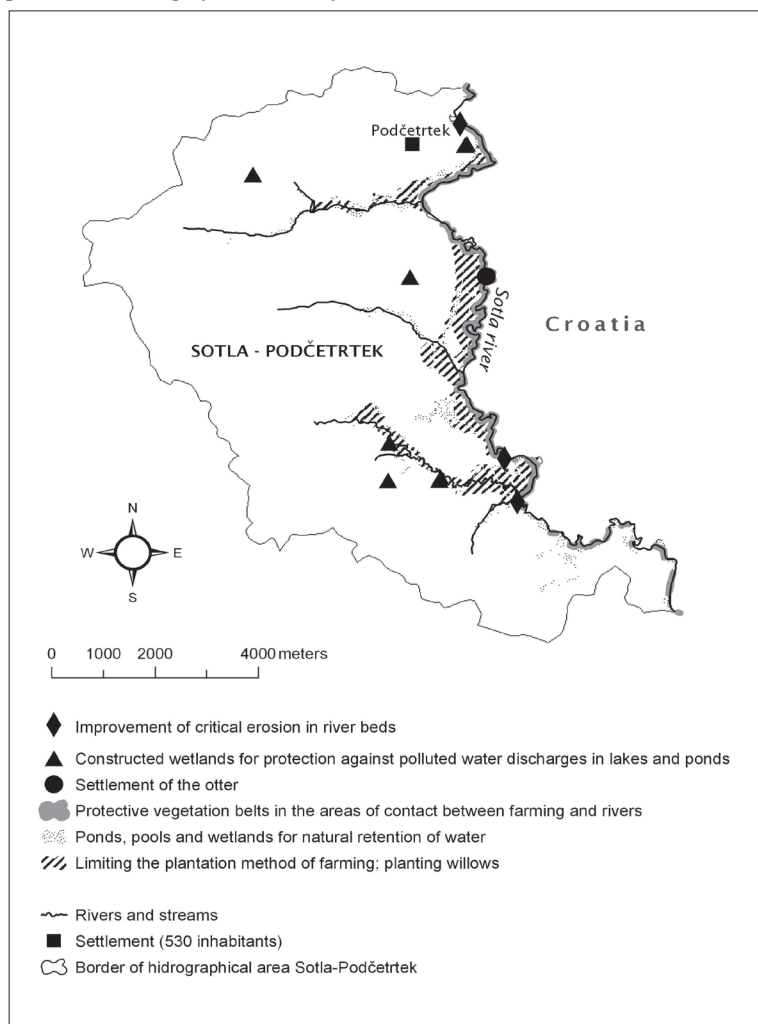 Podčetrtek
Sotla river
Croatia
SOTLA - PODČETRTEK
N
W E
S
0 1000 2000 4000 meters
Improvement of critical erosion in river beds
Constructed wetlands for protection against polluted water discharges in lakes and ponds
Settlement of the otter
Protective vegetation belts in the areas of contact between farming and rivers
Ponds, pools and wetlands for natural retention of water
Limiting the plantation method of farming; planting willows
Rivers and streams
Settlement (530 inhabitants)
Border of hidrographical area Sotla-Podčetrtek